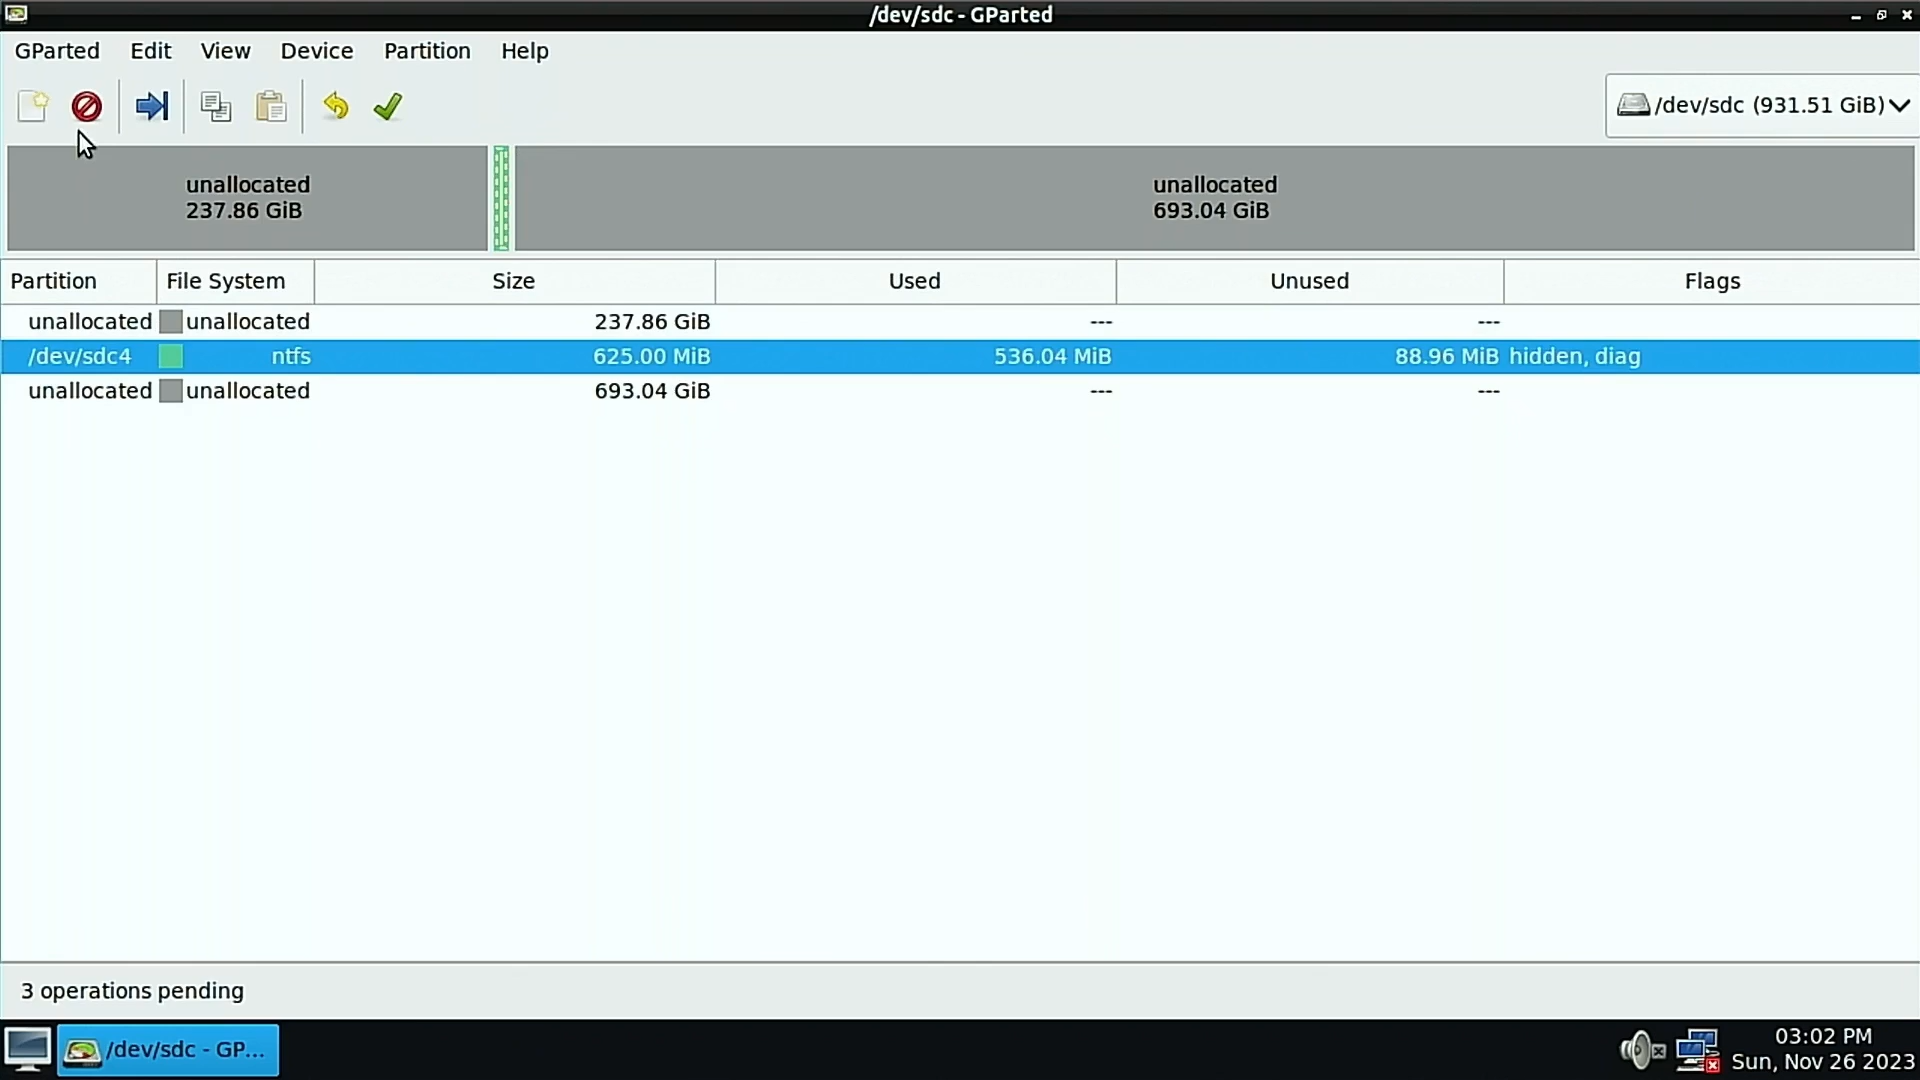 /dev/sdc - GParted
GParted Edit View Device Partition Help
/dev/sdc (931.51 GiB)
unallocated
237.86 GiB
unallocated
693.04 GiB
Partition File System Size Used Unused Flags
unallocated unallocated 237.86 GiB --- ---
/dev/sdc4 ntfs 625.00 MiB 536.04 MiB 88.96 MiB hidden, diag
unallocated unallocated 693.04 GiB --- ---
3 operations pending
/dev/sdc - GP...
03:02 PM
Sun, Nov 26 2023